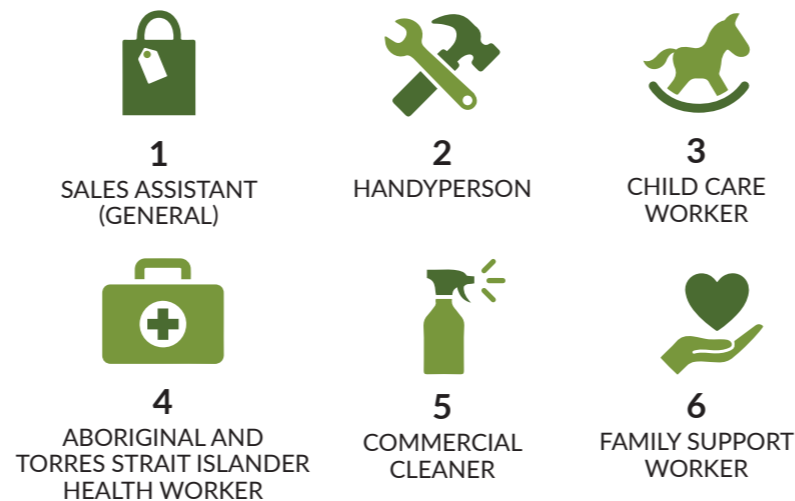 1
SALES ASSISTANT
(GENERAL)
2
HANDYPERSON
3
CHILD CARE
WORKER
4
ABORIGINAL AND
TORRES STRAIT ISLANDER
HEALTH WORKER
5
COMMERCIAL
CLEANER
6
FAMILY SUPPORT
WORKER